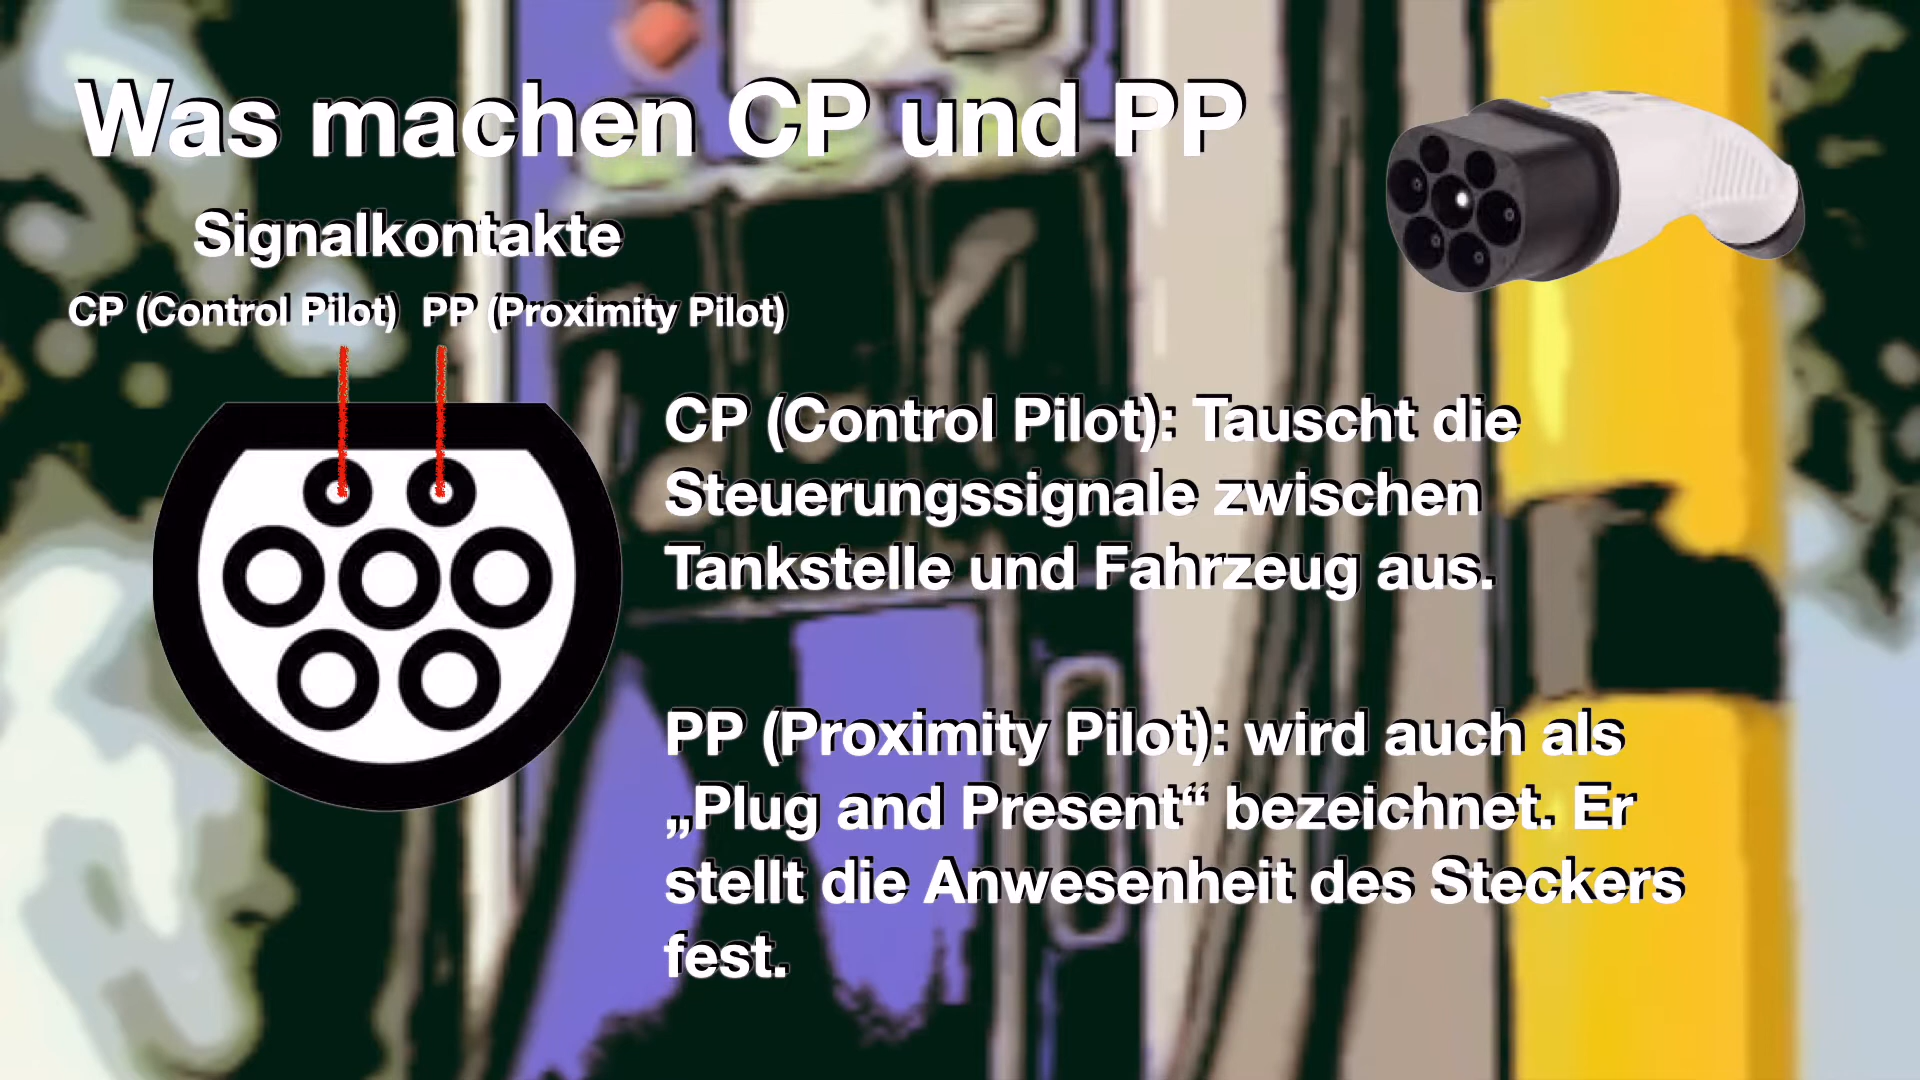 Was machen CP und PP
Signalkontakte
CP (Control Pilot) PP (Proximity Pilot)
CP (Control Pilot): Tauscht die
Steuerungssignale zwischen
Tankstelle und Fahrzeug aus.
PP (Proximity Pilot): wird auch als
„Plug and Present“ bezeichnet. Er
stellt die Anwesenheit des Steckers
fest.